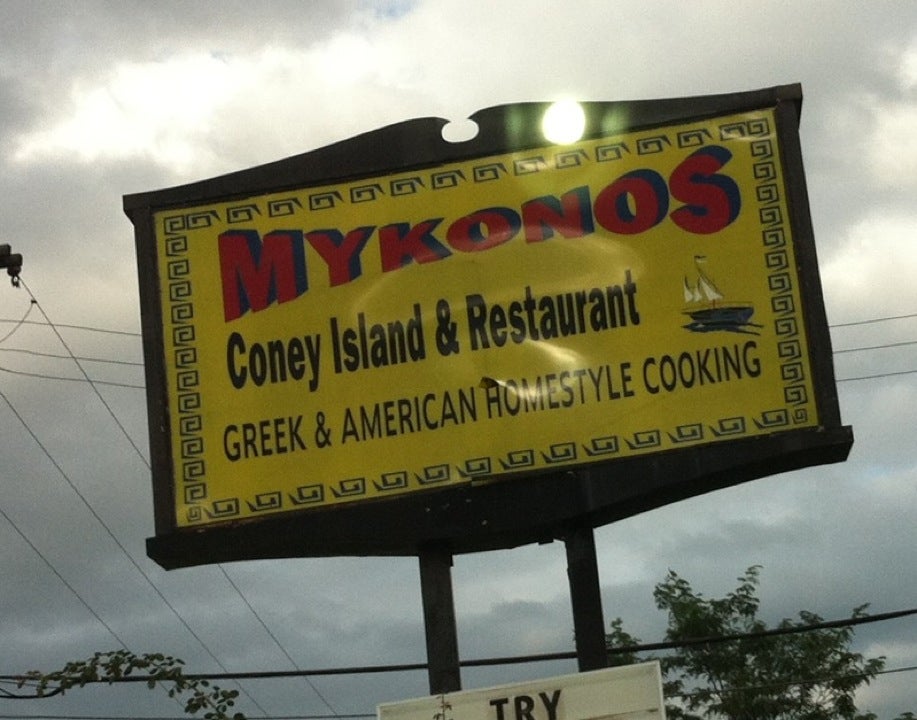 MYKONOS
Coney Island & Restaurant
GREEK & AMERICAN HOMESTYLE COOKING
TRY